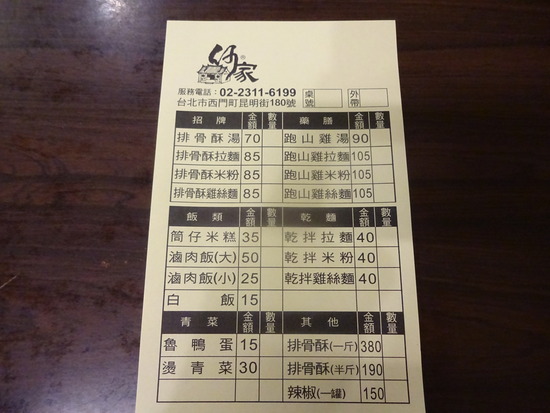 仔家
服務電話：02-2311-6199
台北市西門町昆明街180號
桌號
外帶
招牌 金額 數量 藥膳 金額 數量
排骨酥湯 70 跑山雞湯 90
排骨酥拉麵 85 跑山雞拉麵 105
排骨酥米粉 85 跑山雞米粉 105
排骨酥雞絲麵 85 跑山雞絲麵 105
飯類 金額 數量 乾麵 金額 數量
筒仔米糕 35 乾拌拉麵 40
滷肉飯(大) 50 乾拌米粉 40
滷肉飯(小) 25 乾拌雞絲麵 40
白飯 15
青菜 金額 數量 其他 金額 數量
魯鴨蛋 15 排骨酥(一斤) 380
燙青菜 30 排骨酥(半斤) 190
辣椒(一罐) 150